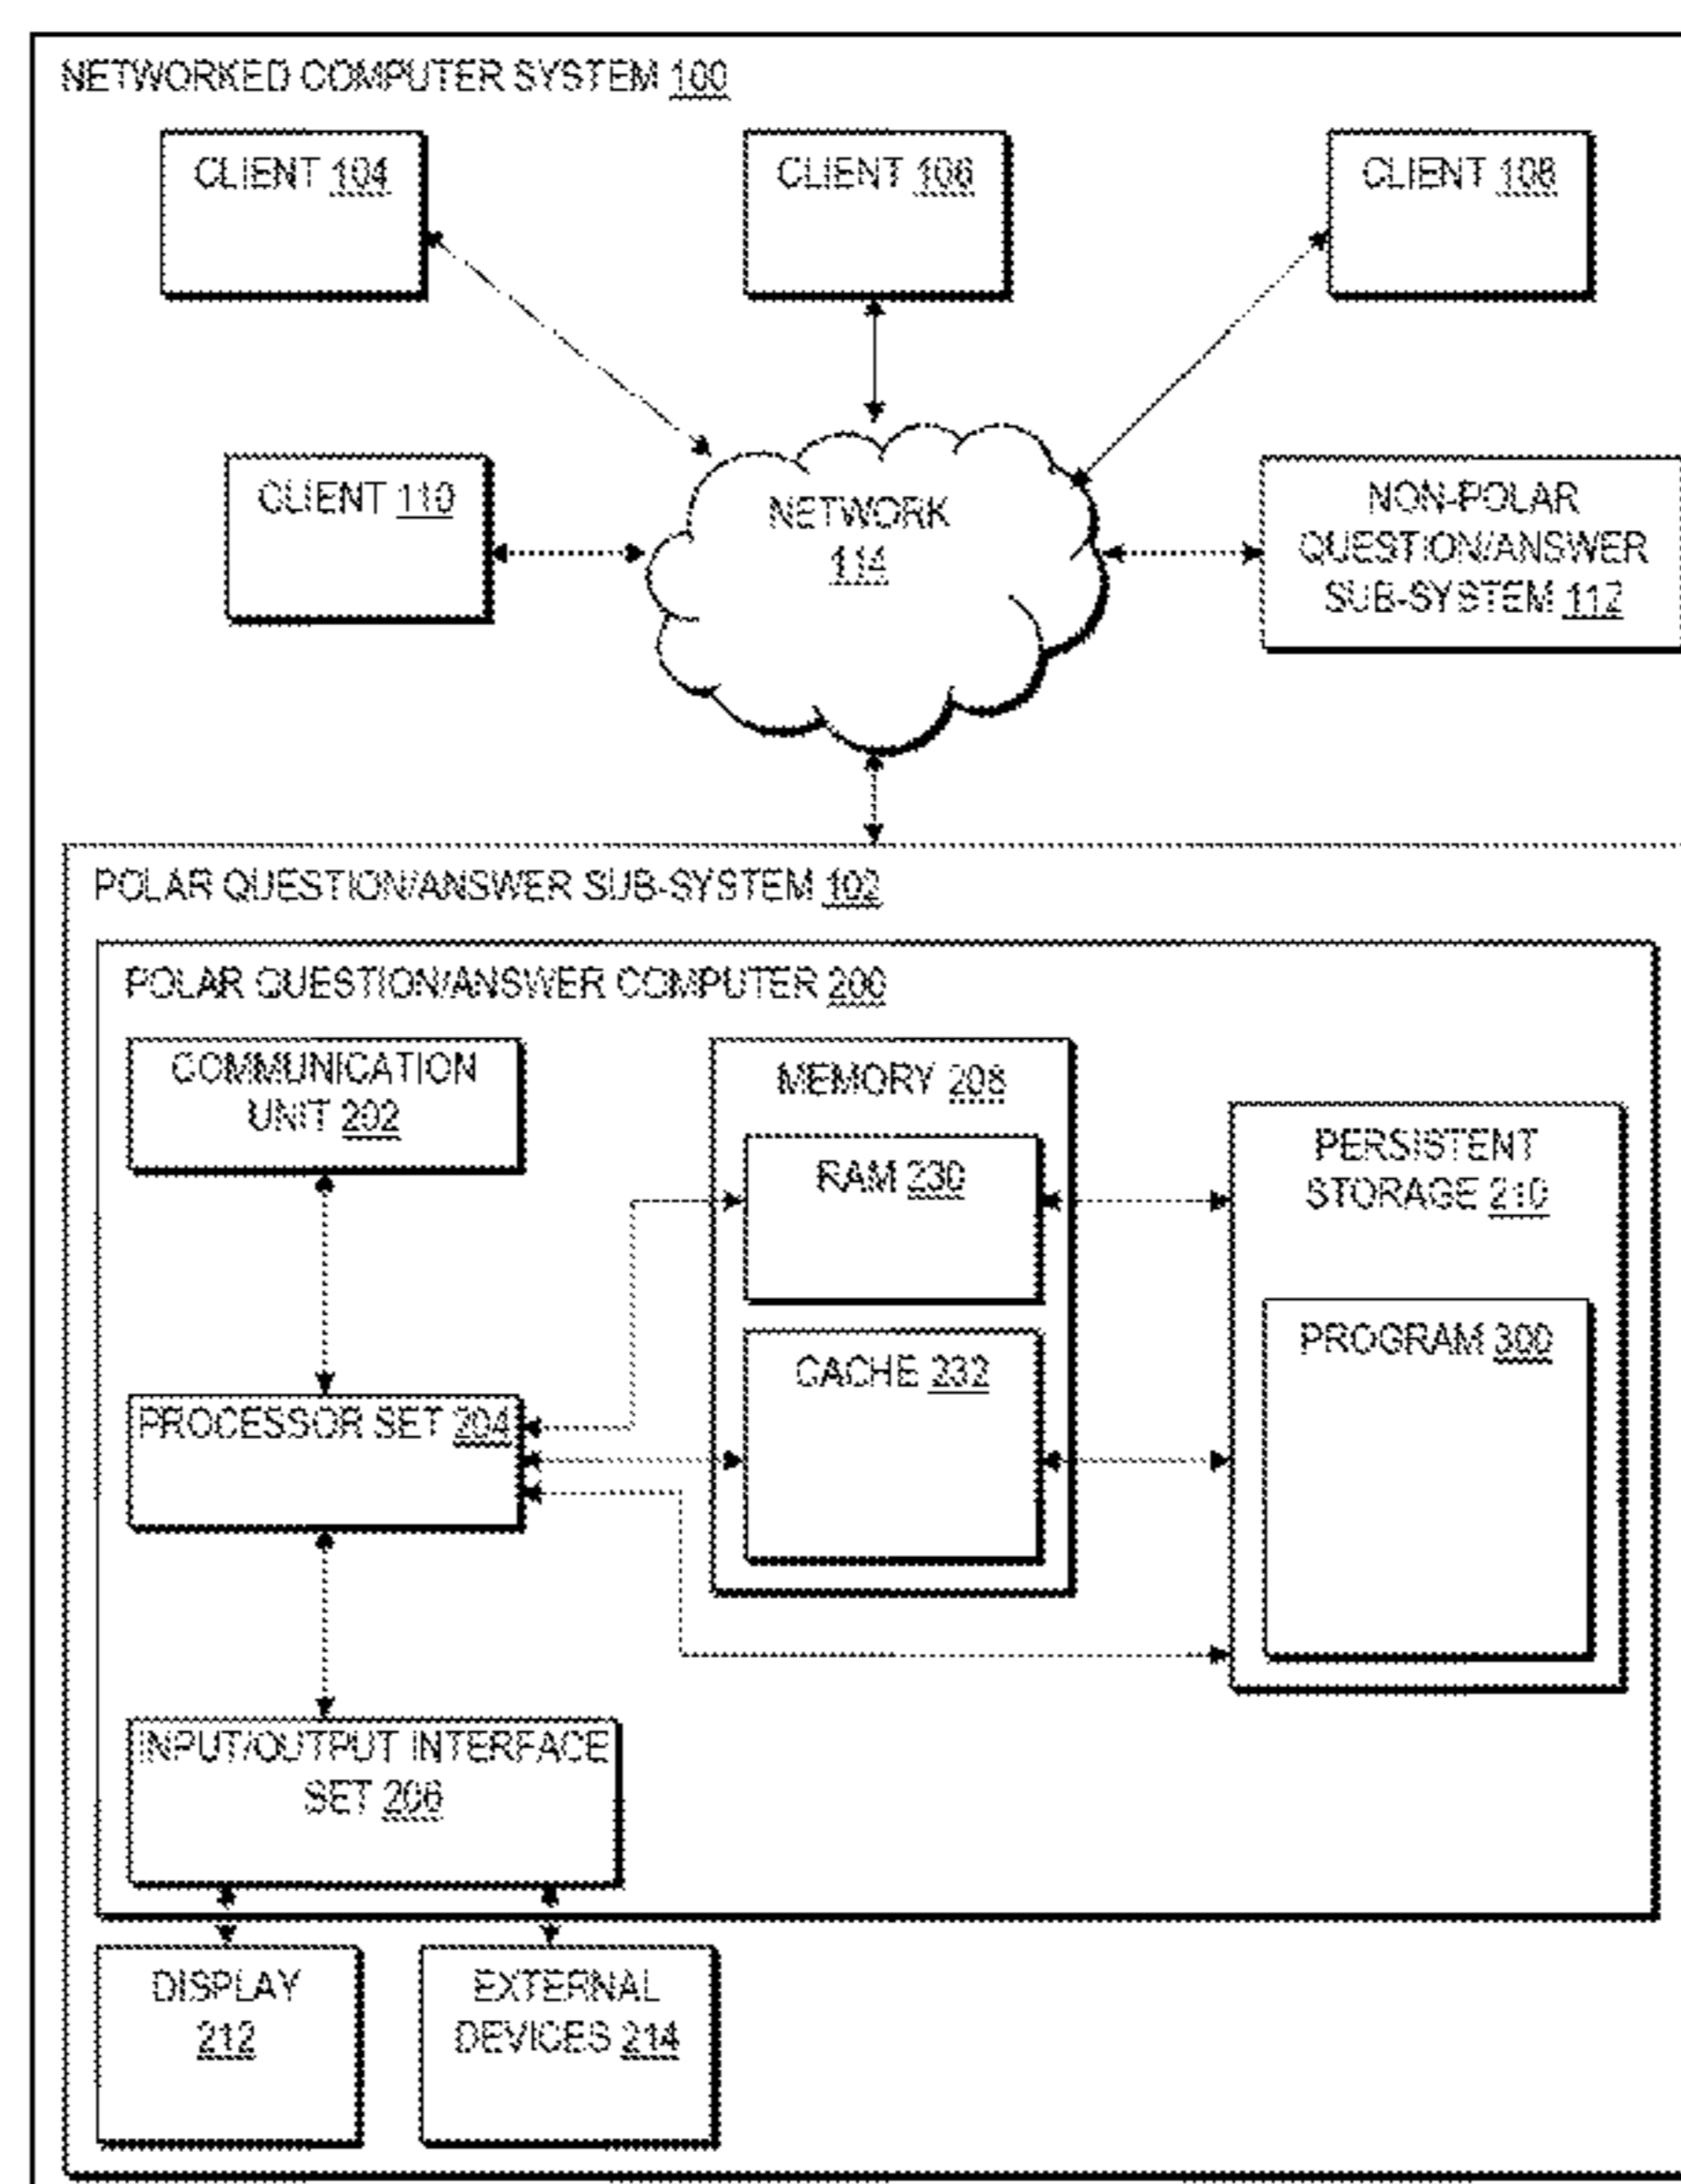 NETWORKED COMPUTER SYSTEM 100
CLIENT 104
CLIENT 106
CLIENT 108
CLIENT 110
NETWORK
114
NON-POLAR
QUESTION/ANSWER
SUB-SYSTEM 112
POLAR QUESTION/ANSWER SUB-SYSTEM 102
POLAR QUESTION/ANSWER COMPUTER 200
COMMUNICATION
UNIT 202
MEMORY 208
RAM 230
PERSISTENT
STORAGE 210
CACHE 232
PROGRAM 300
PROCESSOR SET 204
INPUT/OUTPUT INTERFACE
SET 206
DISPLAY
212
EXTERNAL
DEVICES 214